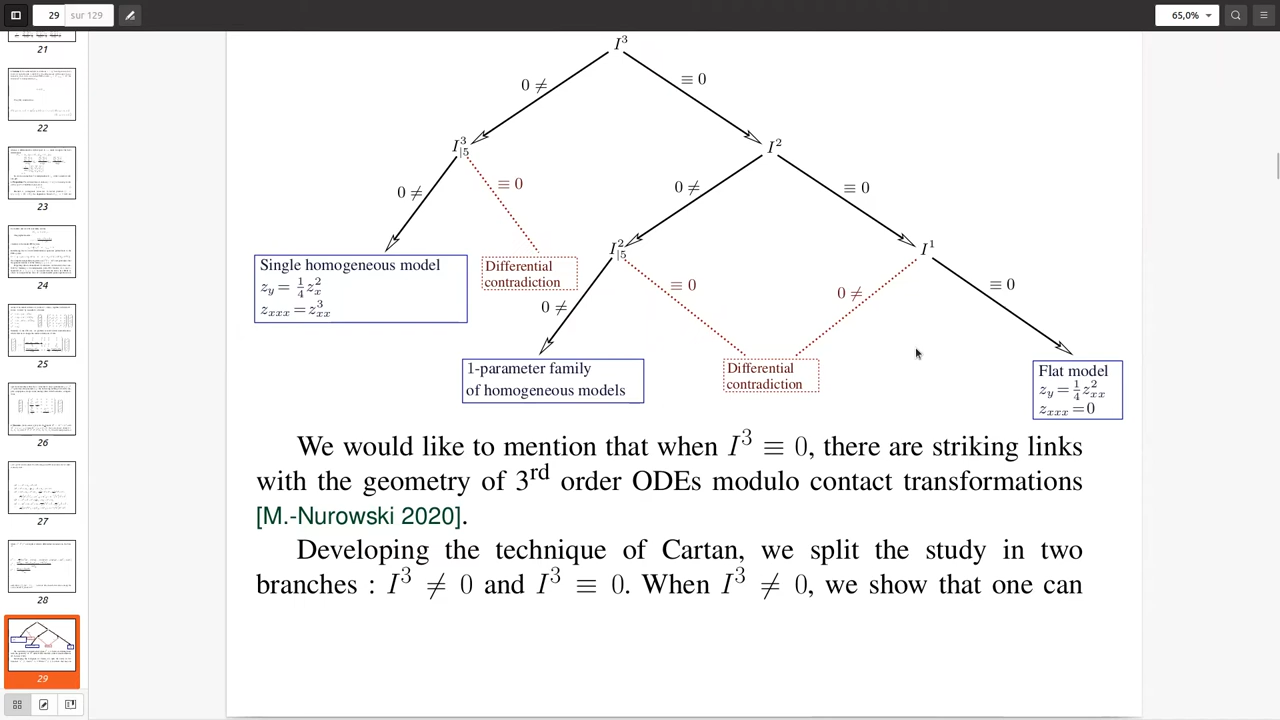 29 sur 129
65,0%
21
22
23
24
25
26
27
28
29
I³
0 ≠
≡ 0
I³|5
I²
0 ≠
≡ 0
0 ≠
≡ 0
I²|5
I¹
Single homogeneous model
z_y = ¼ z_x²
z_xxx = z_xx³
Differential
contradiction
0 ≠
≡ 0
0 ≠
≡ 0
1-parameter family
of homogeneous models
Differential
contradiction
Flat model
z_y = ¼ z_xx²
z_xxx = 0
We would like to mention that when I³ ≡ 0, there are striking links
with the geometry of 3rd order ODEs modulo contact transformations
[M.-Nurowski 2020].
Developing the technique of Cartan, we split the study in two
branches : I³ ≠ 0 and I³ ≡ 0. When I³ ≠ 0, we show that one can